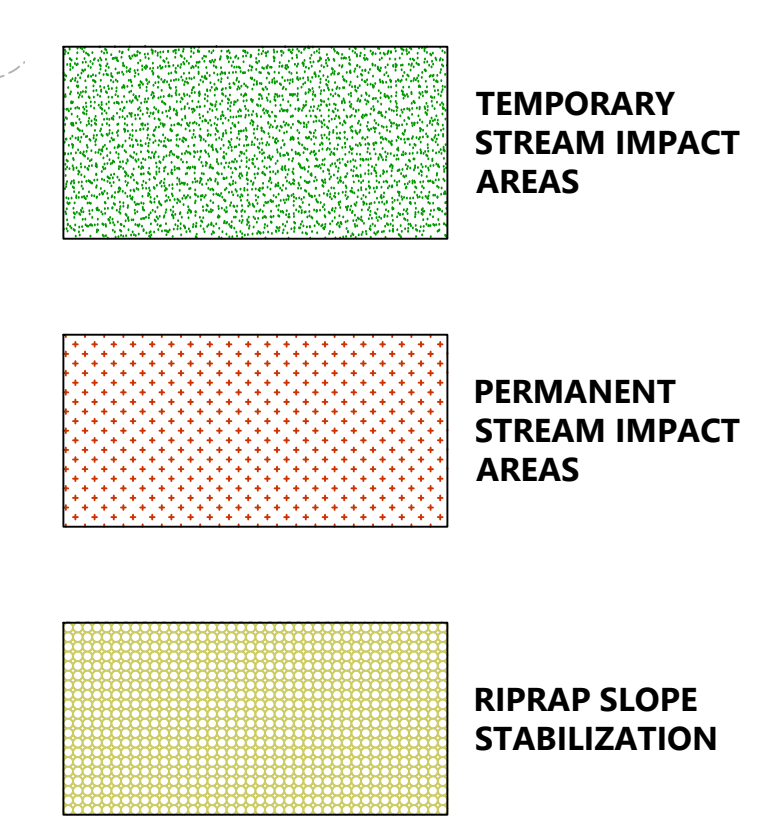 TEMPORARY
STREAM IMPACT
AREAS
PERMANENT
STREAM IMPACT
AREAS
RIPRAP SLOPE
STABILIZATION